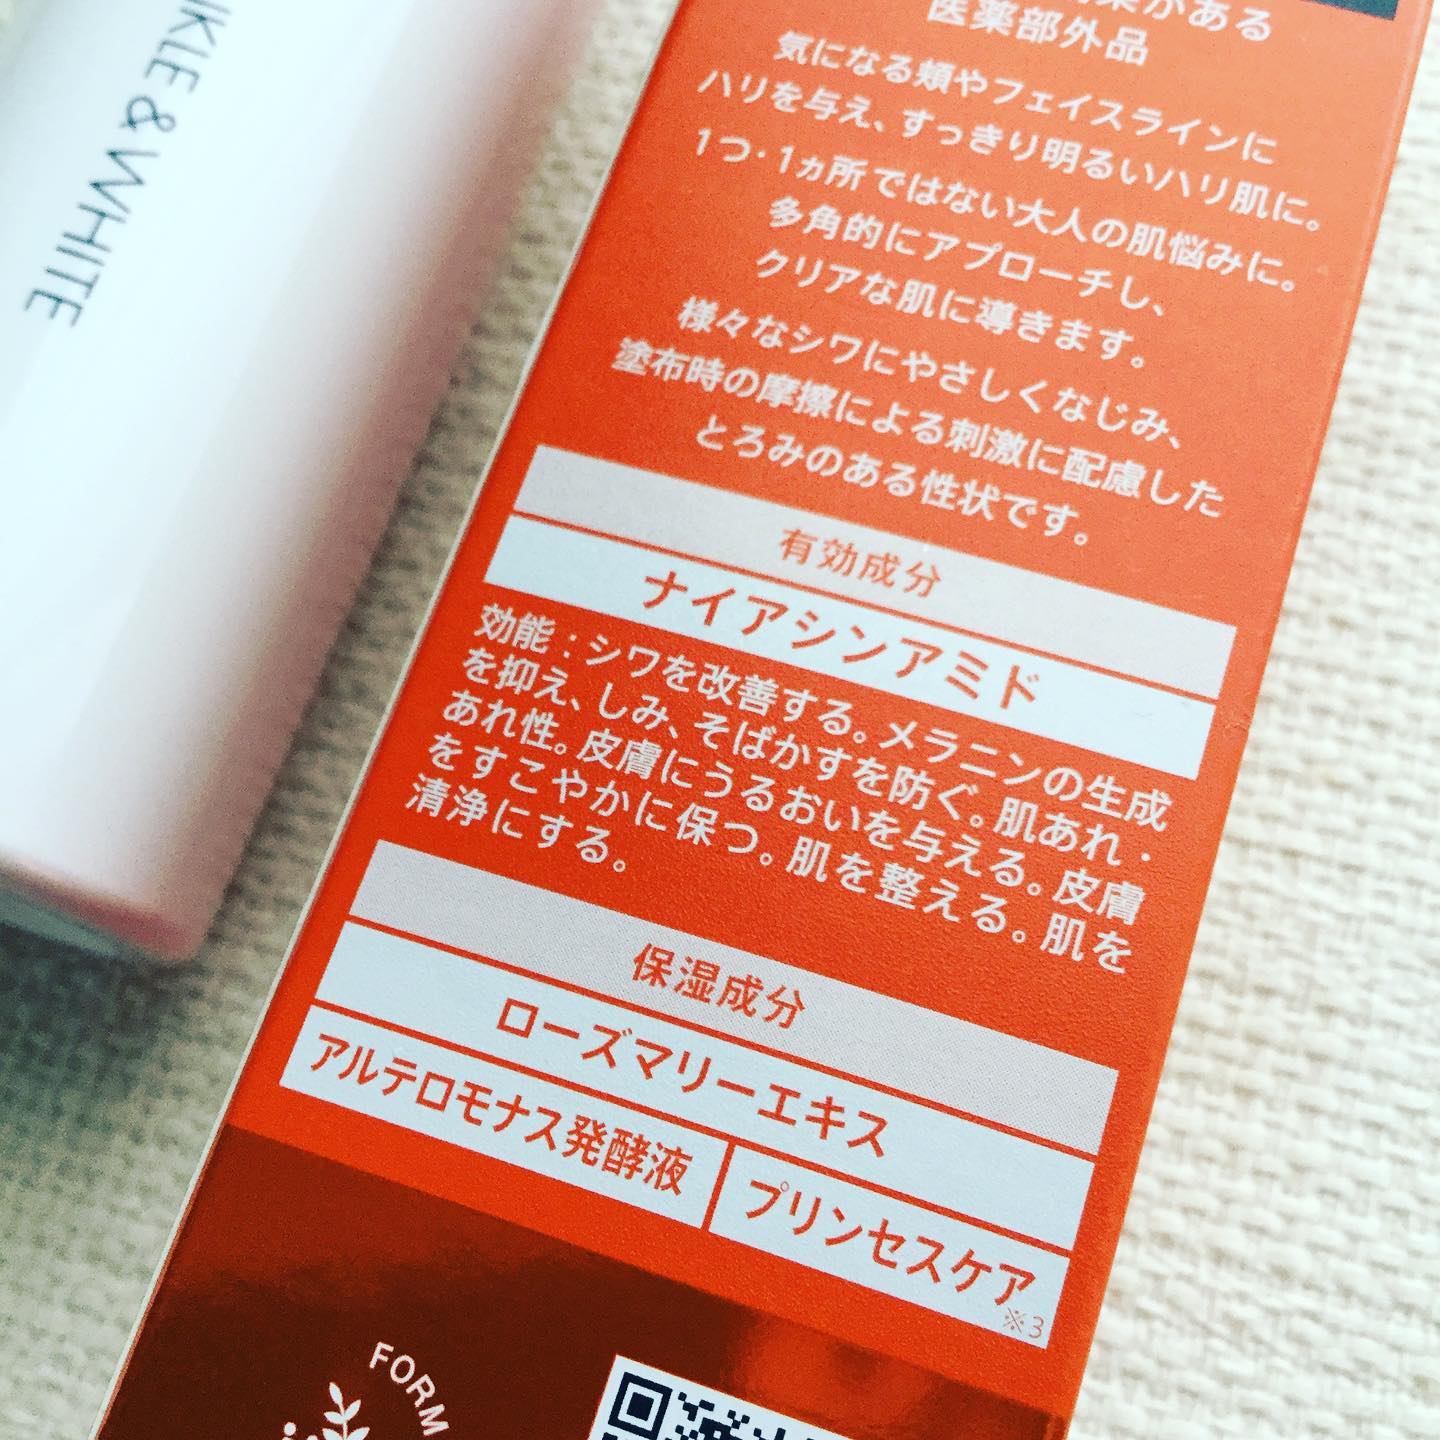 KLE & WHITE
がある
医薬部外品
気になる頬やフェイスラインに
ハリを与え、すっきり明るいハリ肌に。
1つ・1ヵ所ではない大人の肌悩みに。
多角的にアプローチし、
クリアな肌に導きます。
様々なシワにやさしくなじみ、
塗布時の摩擦による刺激に配慮した
とろみのある性状です。
有効成分
ナイアシンアミド
効能：シワを改善する。メラニンの生成
を抑え、しみ、そばかすを防ぐ。肌あれ・
あれ性。皮膚にうるおいを与える。皮膚
をすこやかに保つ。肌を整える。肌を
清浄にする。
保湿成分
ローズマリーエキス
アルテロモナス発酵液
プリンセスケア
※3
FORM